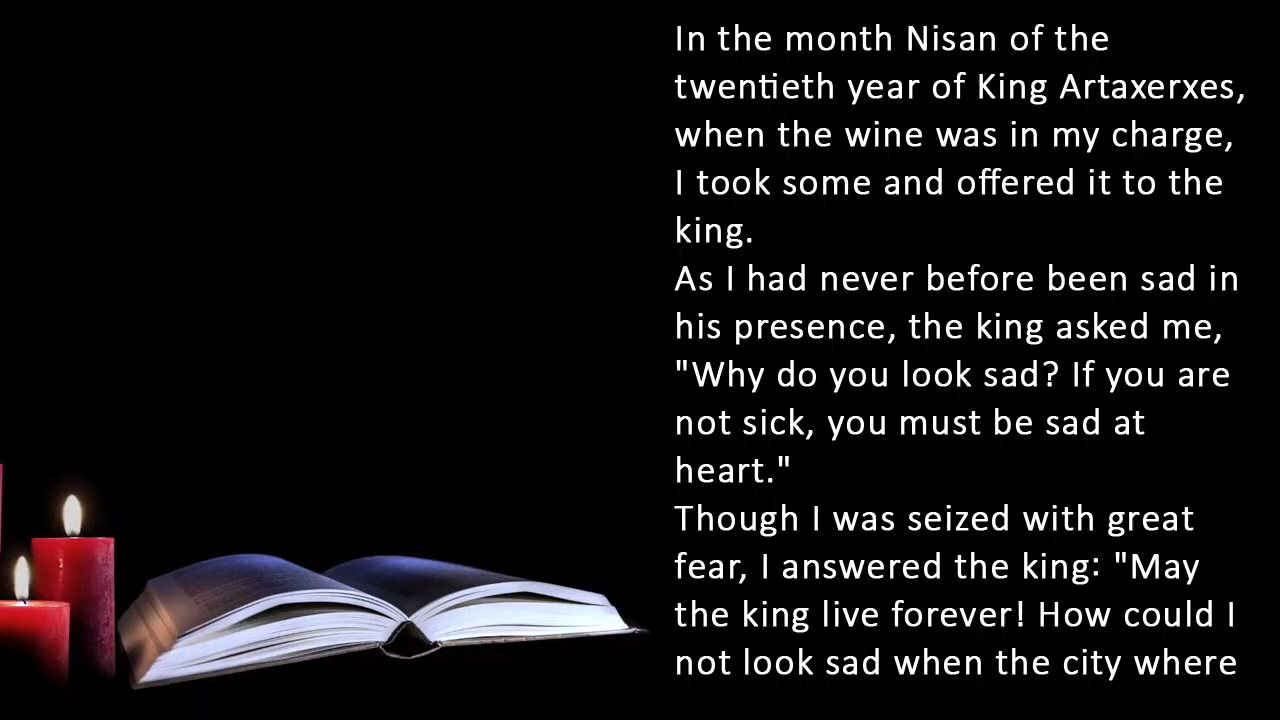 In the month Nisan of the
twentieth year of King Artaxerxes,
when the wine was in my charge,
I took some and offered it to the
king.
As I had never before been sad in
his presence, the king asked me,
"Why do you look sad? If you are
not sick, you must be sad at
heart."
Though I was seized with great
fear, I answered the king: "May
the king live forever! How could I
not look sad when the city where